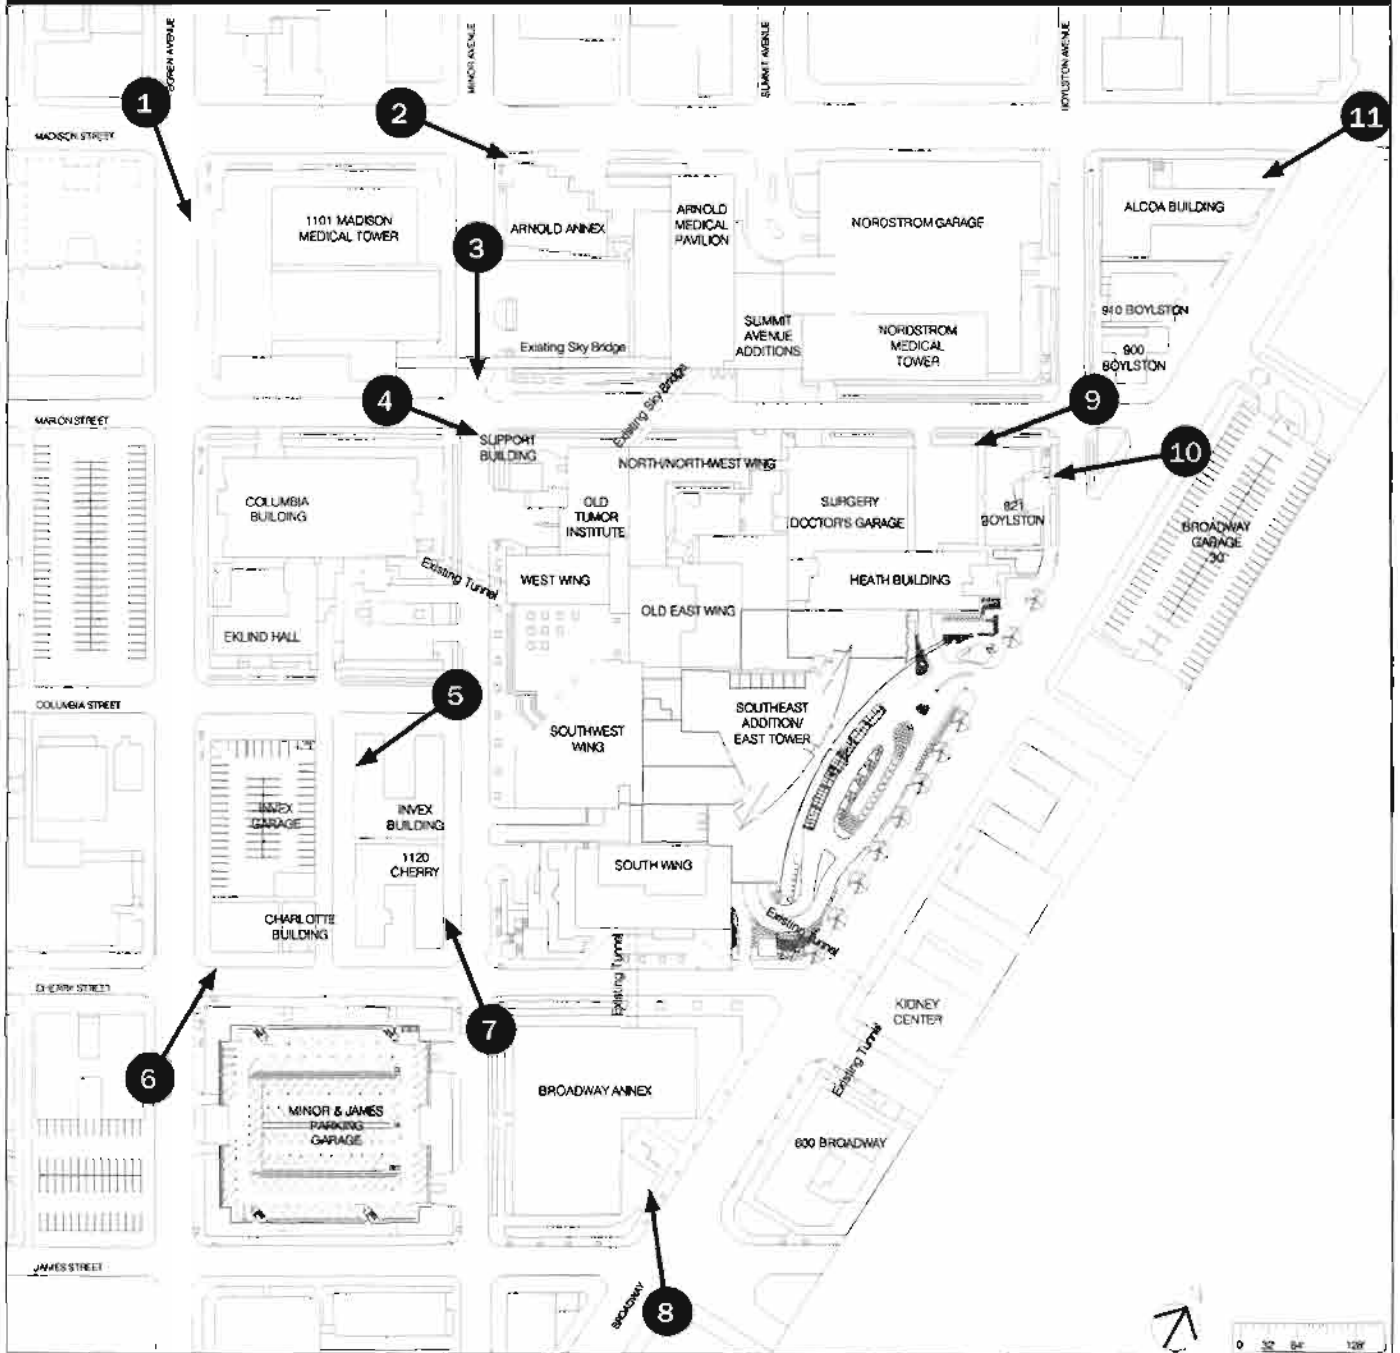 MINOR AVENUE
SUMMIT AVENUE
BOYLSTON AVENUE
1
2
11
MADISON STREET
1101 MADISON
MEDICAL TOWER
ARNOLD ANNEX
ARNOLD
MEDICAL
PAVILION
NORDSTROM GARAGE
ALCOA BUILDING
3
SUMMIT
AVENUE
ADDITIONS
NORDSTROM
MEDICAL
TOWER
910 BOYLSTON
900
BOYLSTON
Existing Sky Bridge
Existing Sky Bridge
4
9
MARION STREET
SUPPORT
BUILDING
NORTH/NORTHWEST WING
10
COLUMBIA
BUILDING
OLD
TUMOR
INSTITUTE
SURGERY
DOCTOR'S GARAGE
821
BOYLSTON
BROADWAY
GARAGE
-30'
Existing Tunnel
WEST WING
HEATH BUILDING
OLD EAST WING
EKLIND HALL
5
COLUMBIA STREET
SOUTHWEST
WING
SOUTHEAST
ADDITION/
EAST TOWER
INVEX
GARAGE
INVEX
BUILDING
1120
CHERRY
SOUTH WING
CHARLOTTE
BUILDING
Existing Tunnel
Existing Tunnel
CHERRY STREET
KIDNEY
CENTER
7
6
Existing Tunnel
BROADWAY ANNEX
MINOR & JAMES
PARKING
GARAGE
600 BROADWAY
JAMES STREET
BROADWAY
8
0 32' 64' 128'